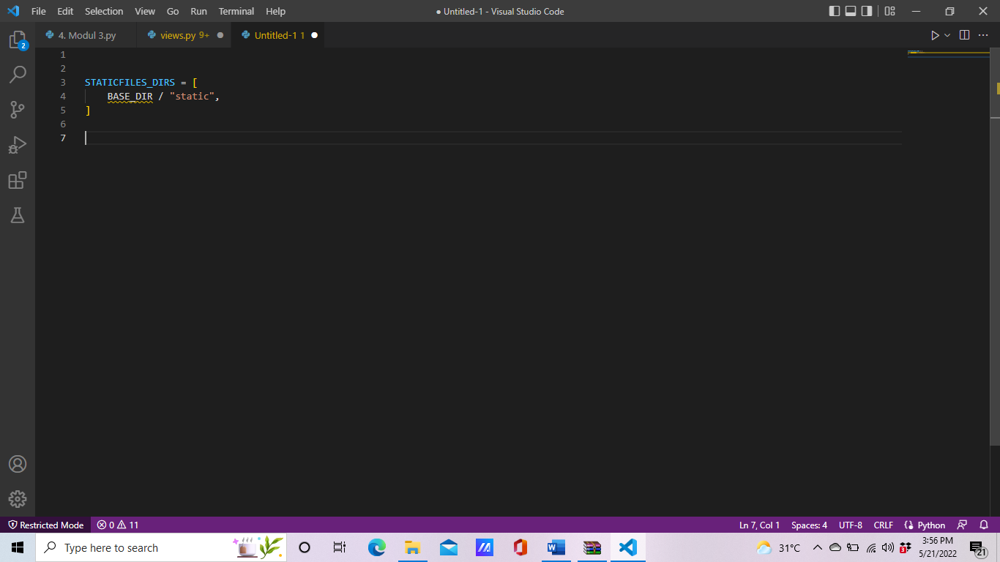 File Edit Selection View Go Run Terminal Help ● Untitled-1 - Visual Studio Code
4. Modul 3.py views.py 9+ ● Untitled-1 1 ●
2
1
2
3 STATICFILES_DIRS = [
4 BASE_DIR / "static",
5 ]
6
7
Restricted Mode 0 11 Ln 7, Col 1 Spaces: 4 UTF-8 CRLF Python
Type here to search 31°C 3 3:56 PM
5/21/2022 21